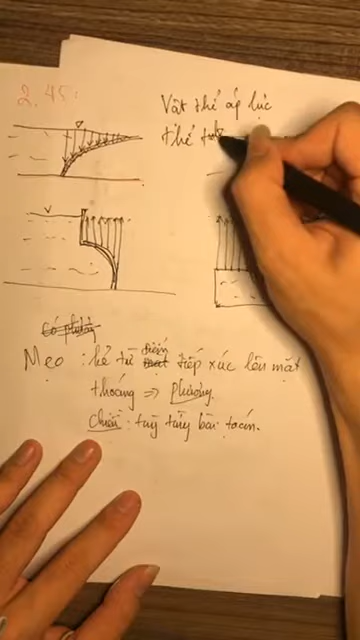 2.45:
Vật thể áp lực
thể
Có phương
Mẹo : kẻ từ điểm tiếp xúc lên mặt
thoáng => Phương.
Chiều : tùy từng bài toán.